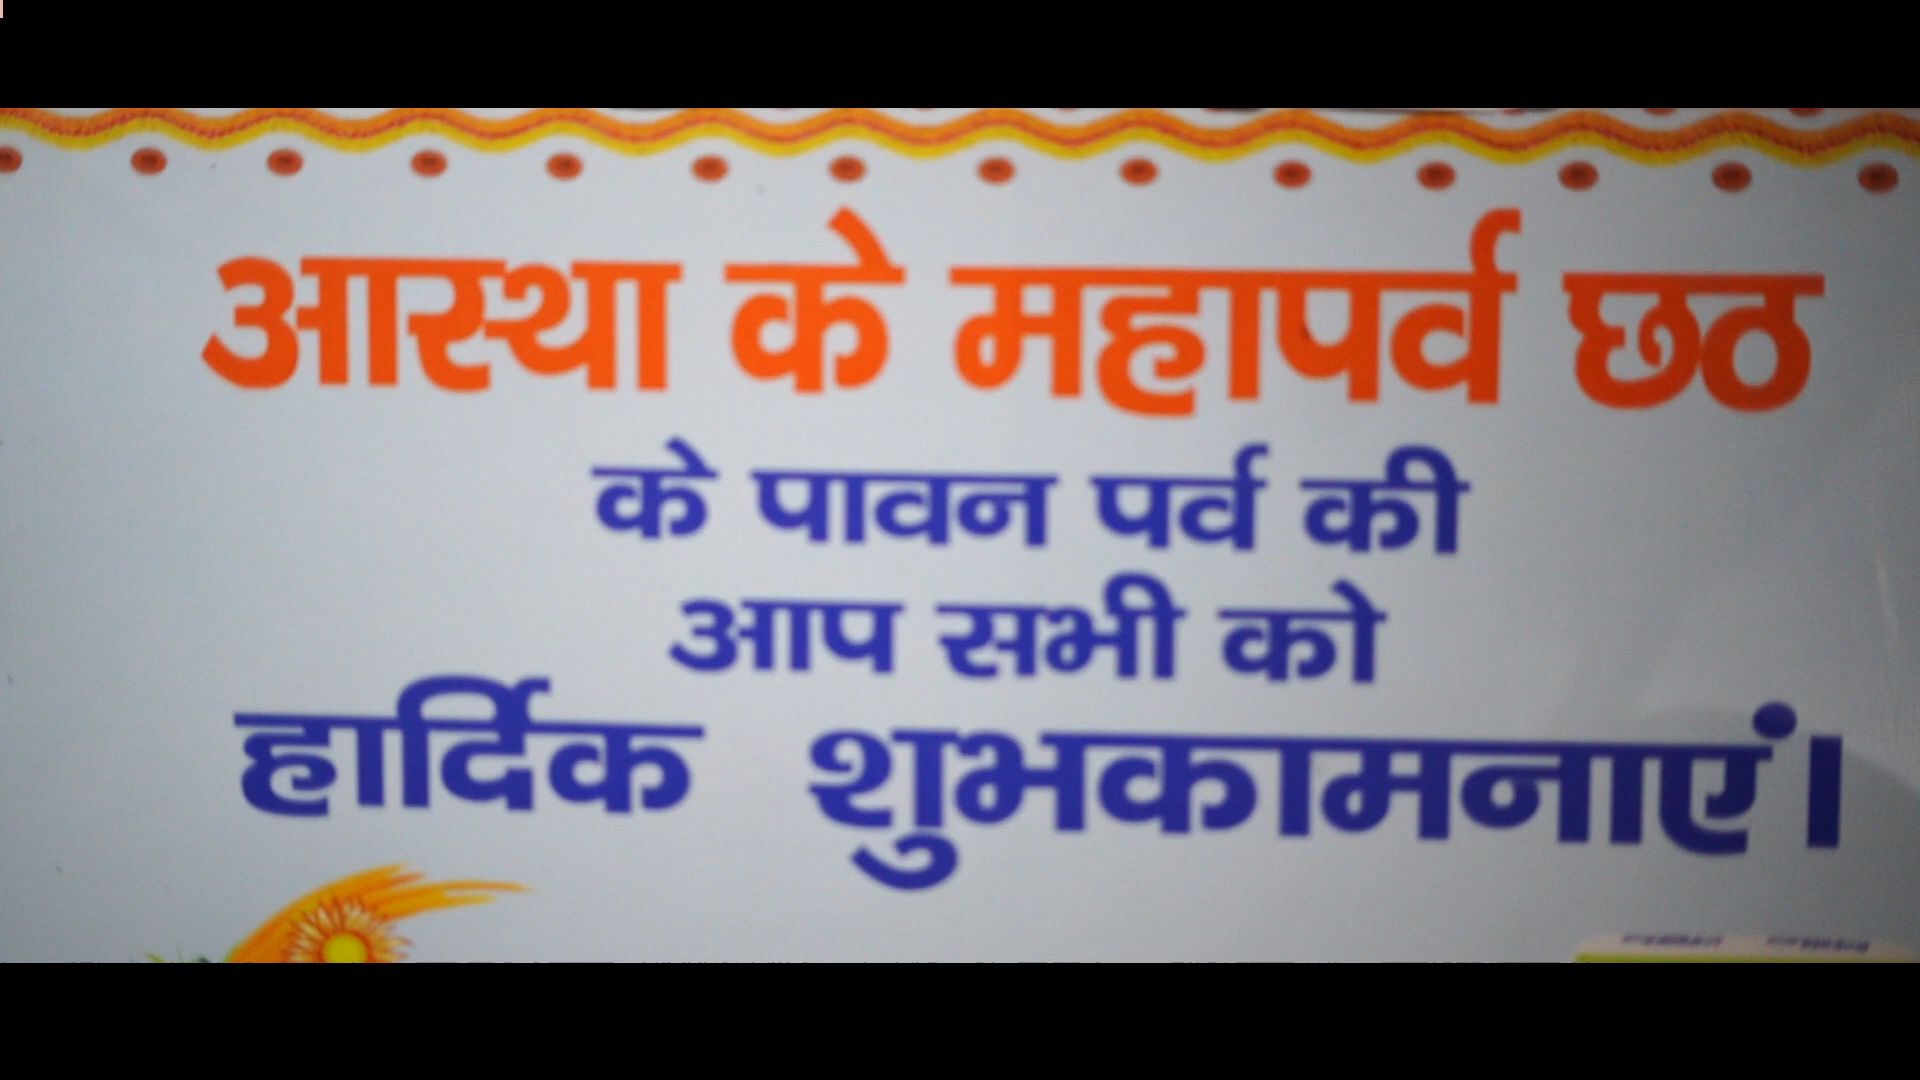 आस्था के महापर्व छठ
के पावन पर्व की
आप सभी को
हार्दिक शुभकामनाएं।